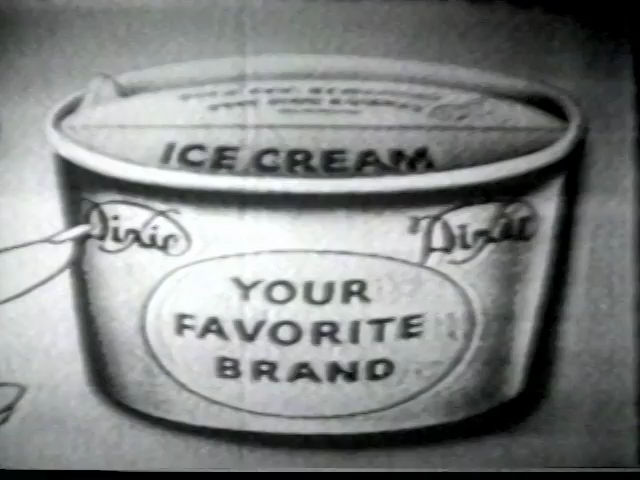 ICE CREAM
Dixie Dixie
YOUR
FAVORITE
BRAND